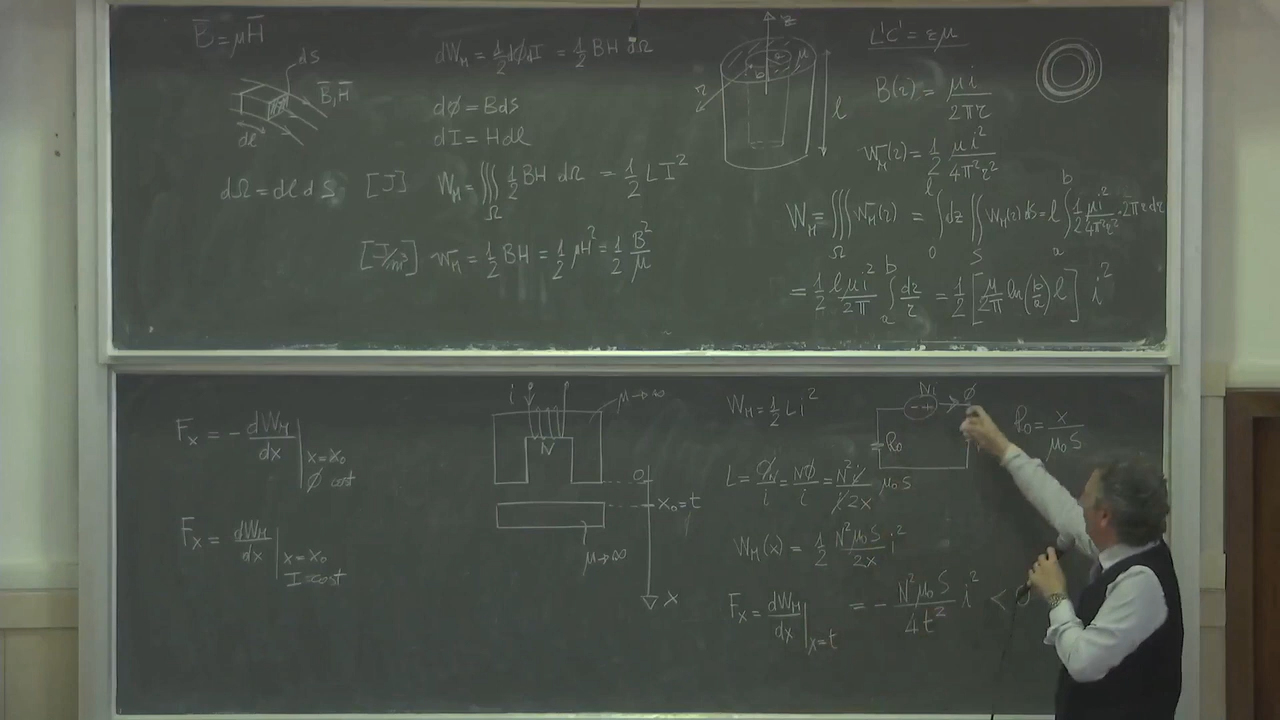 B̅ = μH̅
dS
B̅, H̅
dl
dΩ = dl dS [J]
dW_M = ½ dφ dI = ½ BH dΩ
dφ = B ds
dI = H dl
W_M = ∭_Ω ½ BH dΩ = ½ L I²
[J/m³] w_M = ½ BH = ½ μH² = ½ B²/μ
z
μ
r
l
L'C' = εμ
B(r) = μi/2πr
w_M(r) = ½ μi²/4π²r²
W_M = ∭_Ω w_M(r) = ∫₀^l dz ∬_S w_M(r) ds = l ∫_a^b ½ μi²/4π²r² · 2πr dr
= ½ lμi²/2π ∫_a^b dr/r = ½ [μ/2π ln(b/a) l] i²
F_x = - dW_M/dx |x=x₀ φ cost
F_x = dW_M/dx |x=x₀ I=cost
i
μ→∞
N
0
x₀=t
μ→∞
x
W_M = ½ L i²
Ni
φ
R₀
R₀ = x/μ₀S
L = φ_N/i = Nφ/i = N²i μ₀S/i2x
W_M(x) = ½ N²μ₀S/2x i²
F_x = dW_M/dx |x=t = - N²μ₀S/4t² i² <